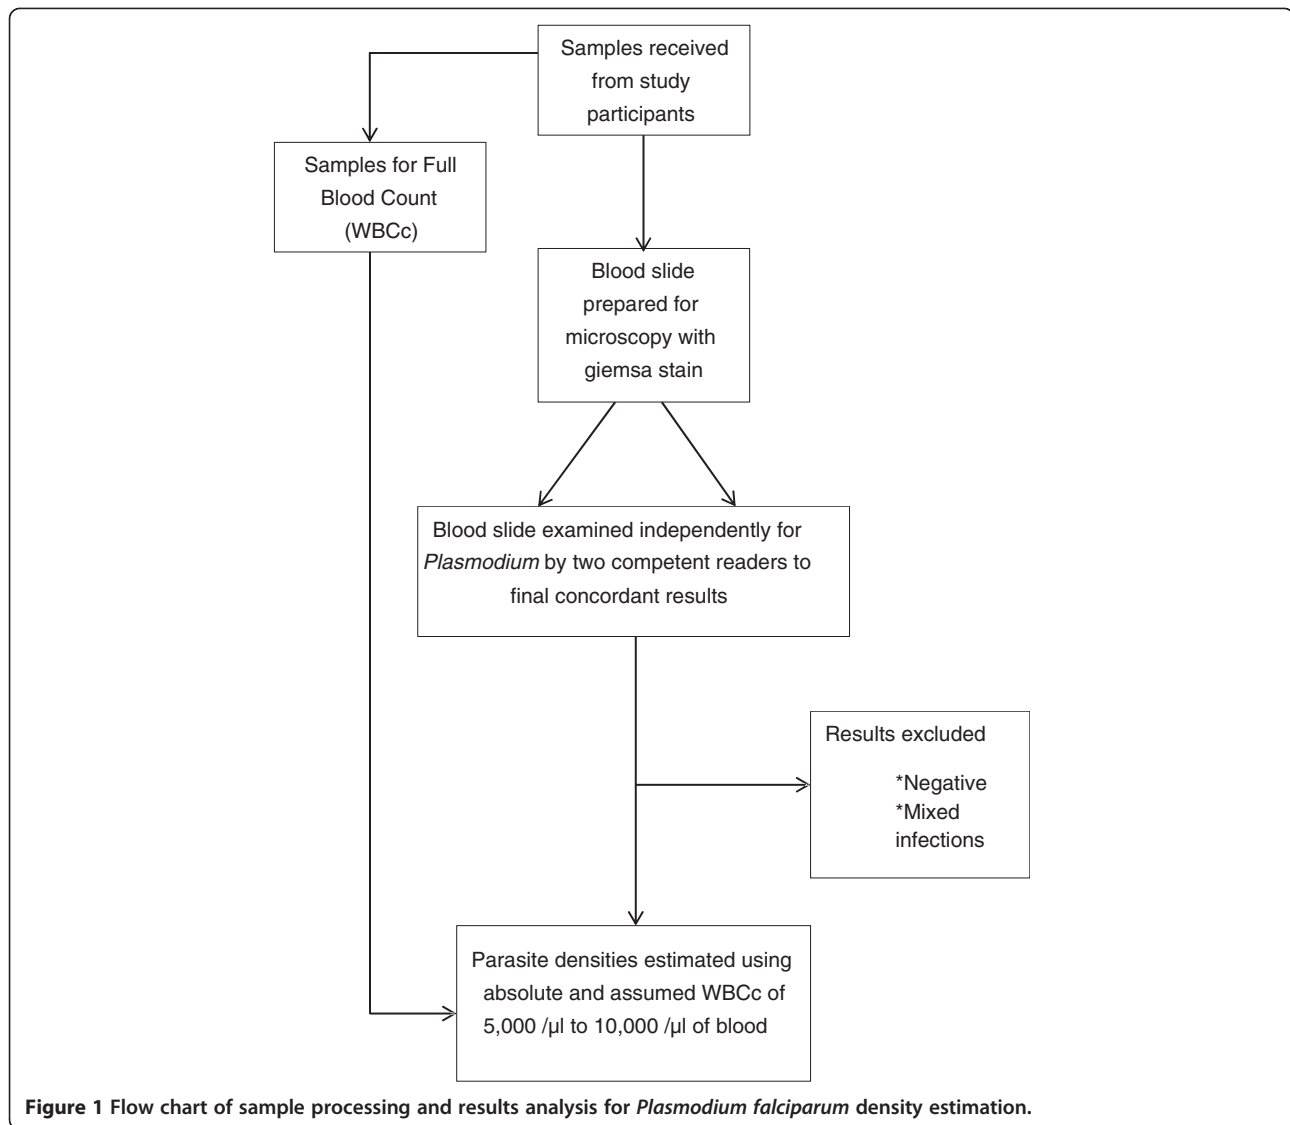 Samples received
from study
participants
Samples for Full
Blood Count
(WBCc)
Blood slide
prepared for
microscopy with
giemsa stain
Blood slide examined independently for
Plasmodium by two competent readers to
final concordant results
Results excluded
*Negative
*Mixed
infections
Parasite densities estimated using
absolute and assumed WBCc of
5,000 /µl to 10,000 /µl of blood
Figure 1 Flow chart of sample processing and results analysis for Plasmodium falciparum density estimation.